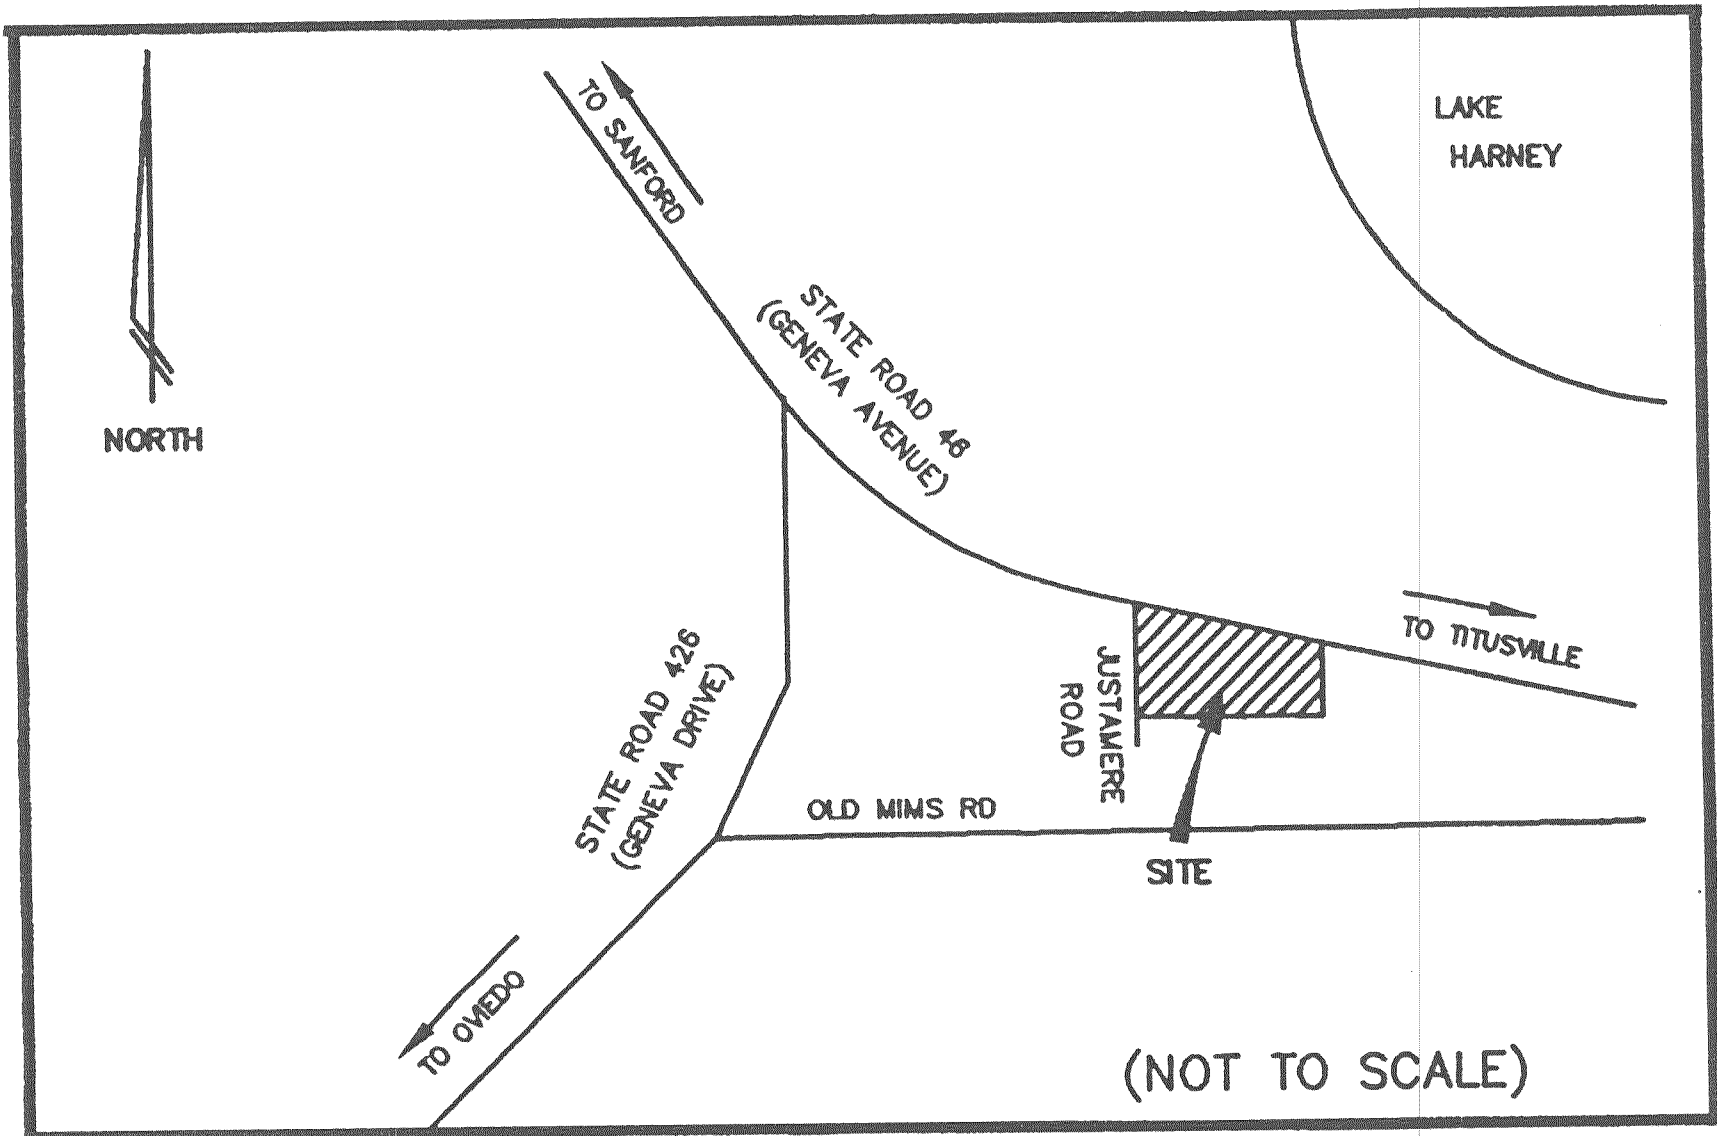 LAKE
HARNEY
TO SANFORD
STATE ROAD 46
(GENEVA AVENUE)
NORTH
TO TITUSVILLE
JUSTAMERE
ROAD
STATE ROAD 426
(GENEVA DRIVE)
OLD MIMS RD
SITE
TO OVIEDO
(NOT TO SCALE)